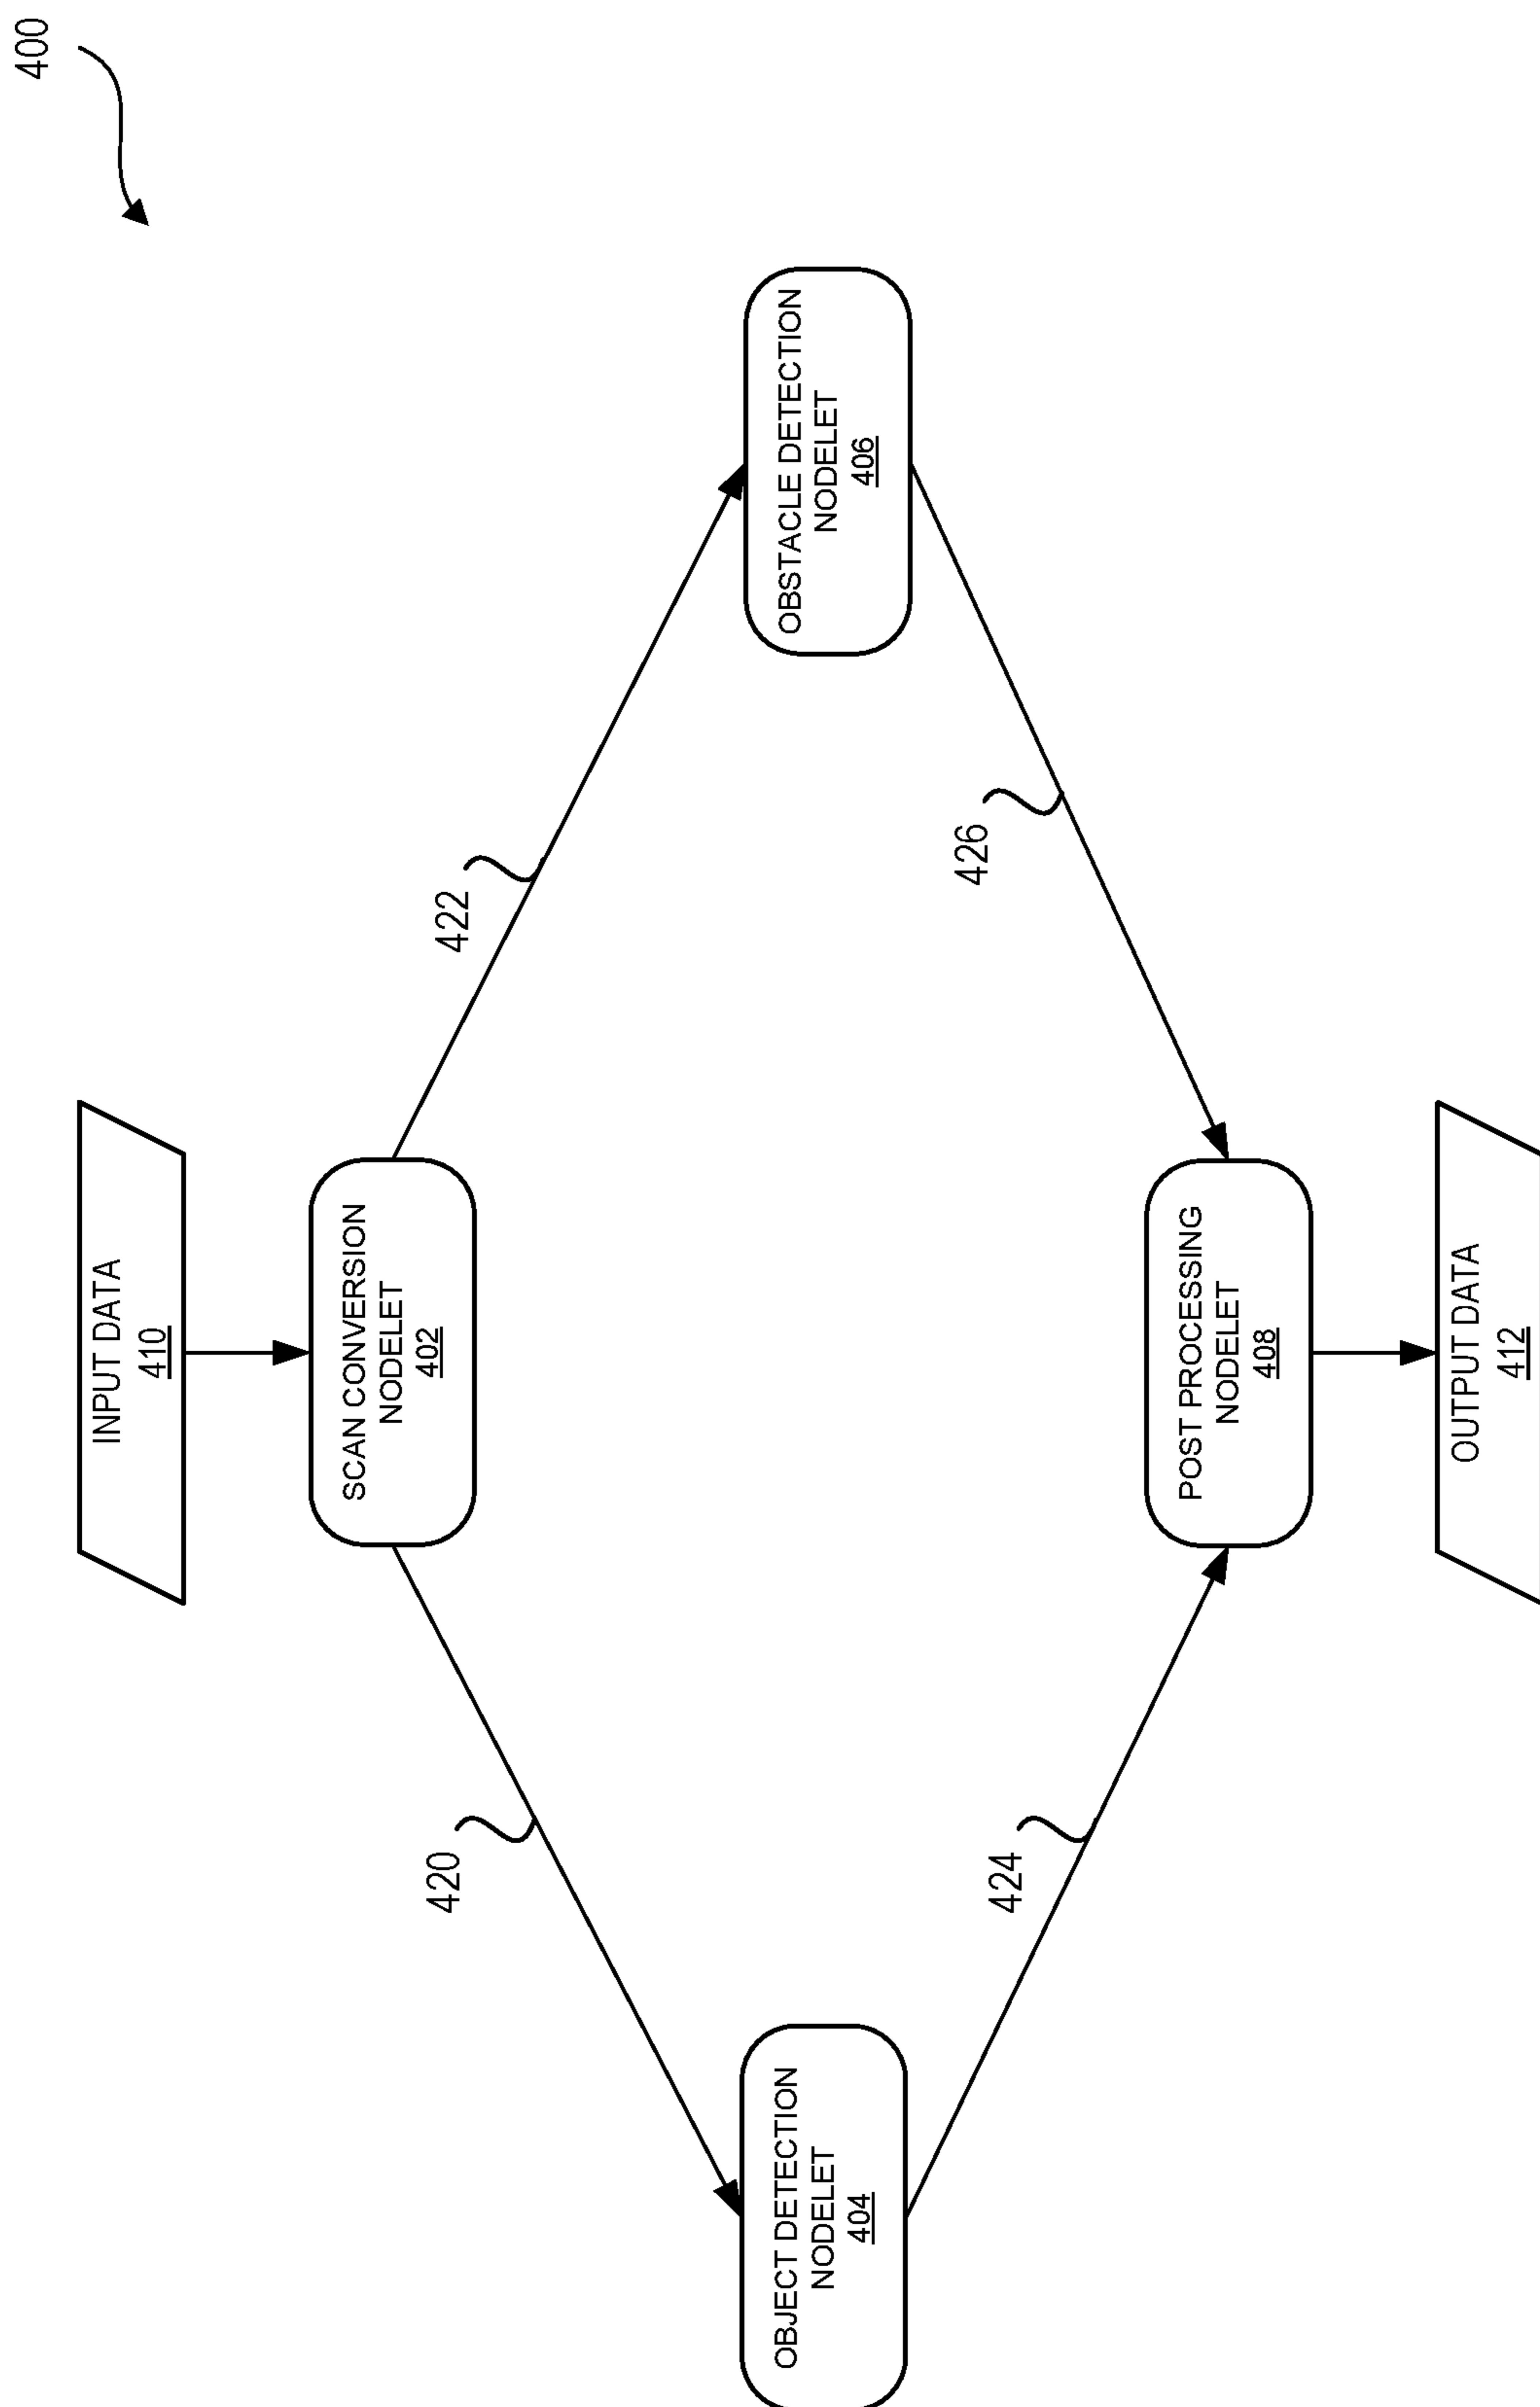 400
INPUT DATA
410
SCAN CONVERSION
NODELET
402
420
422
OBJECT DETECTION
NODELET
404
OBSTACLE DETECTION
NODELET
406
424
426
POST PROCESSING
NODELET
408
OUTPUT DATA
412